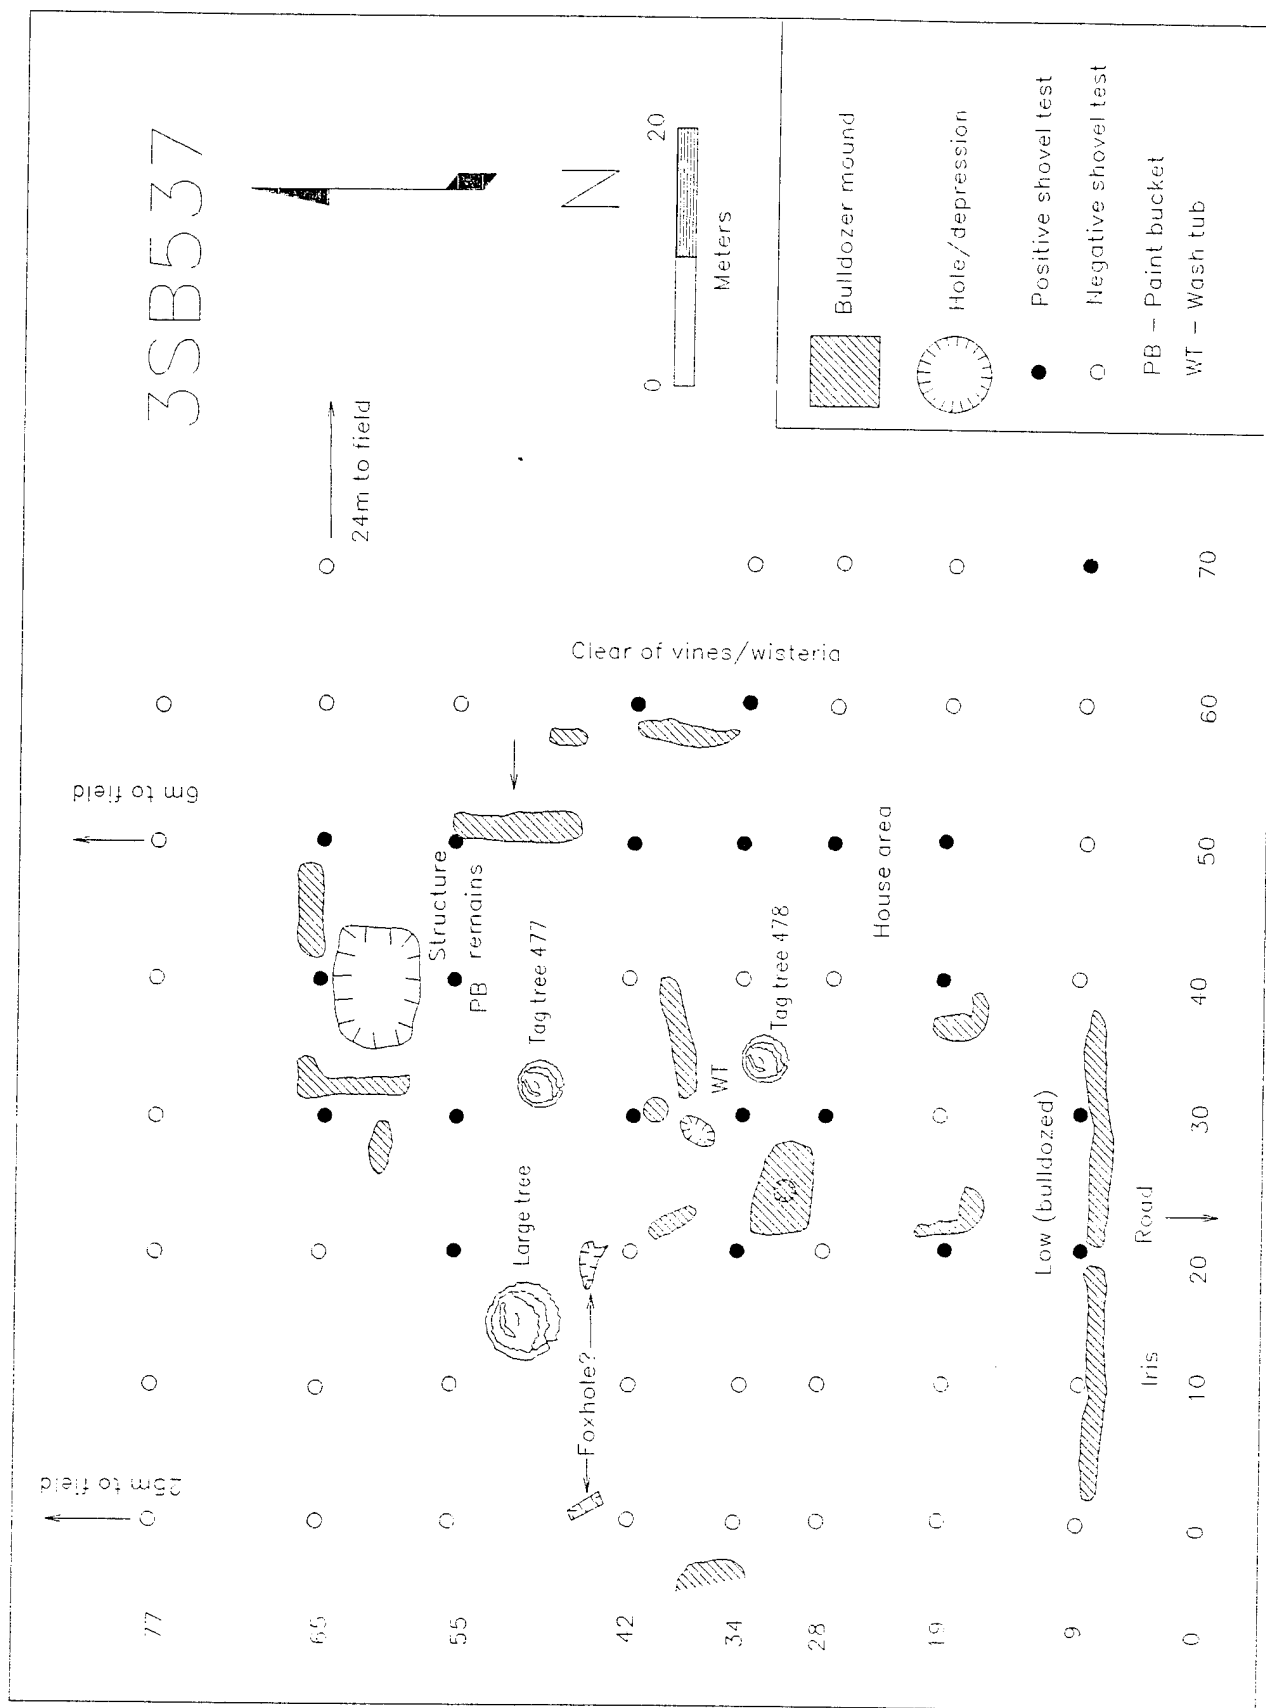 3SB537
N
0 20
Meters
Bulldozer mound
Hole/depression
Positive shovel test
Negative shovel test
PB – Paint bucket
WT – Wash tub
25m to field
6m to field
24m to field
Structure
PB remains
Large tree
Tag tree 477
Foxhole?
Clear of vines/wisteria
WT
Tag tree 478
House area
Low (bulldozed)
Iris
Road
77
65
55
42
34
28
19
9
0
0 10 20 30 40 50 60 70